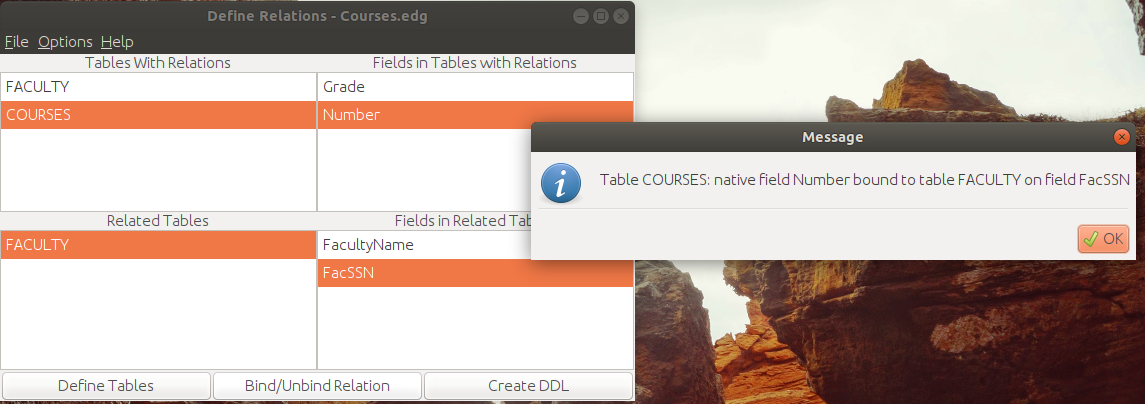 Define Relations - Courses.edg
File Options Help
Tables With Relations
Fields in Tables with Relations
FACULTY
COURSES
Grade
Number
Message
Table COURSES: native field Number bound to table FACULTY on field FacSSN
OK
Related Tables
Fields in Related Tab
FACULTY
FacultyName
FacSSN
Define Tables
Bind/Unbind Relation
Create DDL